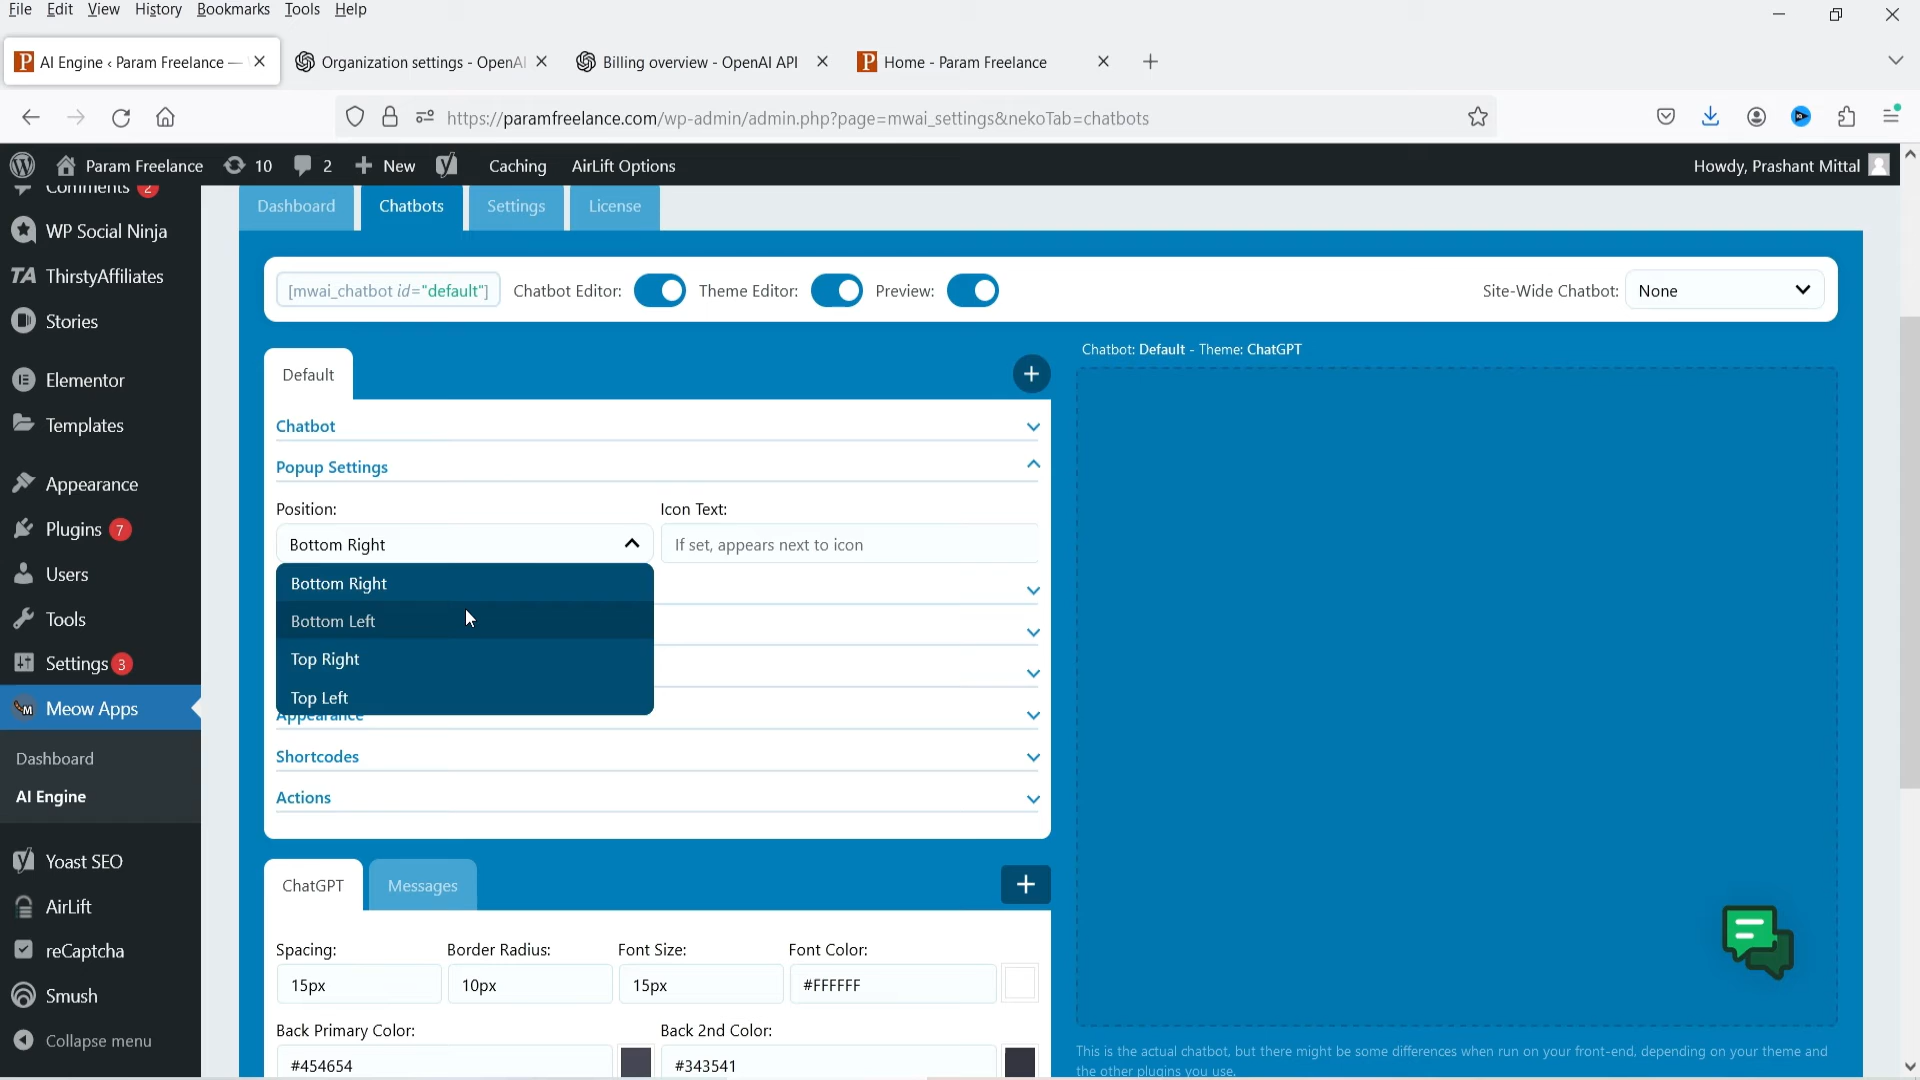 File Edit View History Bookmarks Tools Help
AI Engine ‹ Param Freelance —
Organization settings - OpenAI
Billing overview - OpenAI API
Home - Param Freelance
https://paramfreelance.com/wp-admin/admin.php?page=mwai_settings&nekoTab=chatbots
Param Freelance 10 2 New Caching AirLift Options Howdy, Prashant Mittal
Comments 2
WP Social Ninja
TA ThirstyAffiliates
Stories
Elementor
Templates
Appearance
Plugins 7
Users
Tools
Settings 3
Meow Apps
Dashboard
AI Engine
Yoast SEO
AirLift
reCaptcha
Smush
Collapse menu
Dashboard Chatbots Settings License
[mwai_chatbot id="default"] Chatbot Editor: Theme Editor: Preview: Site-Wide Chatbot: None
Default
Chatbot
Popup Settings
Position: Icon Text:
Bottom Right If set, appears next to icon
Bottom Right
Bottom Left
Top Right
Top Left
Appearance
Shortcodes
Actions
ChatGPT Messages
Spacing: Border Radius: Font Size: Font Color:
15px 10px 15px #FFFFFF
Back Primary Color: Back 2nd Color:
#454654 #343541
Chatbot: Default - Theme: ChatGPT
This is the actual chatbot, but there might be some differences when run on your front-end, depending on your theme and
the other plugins you use.